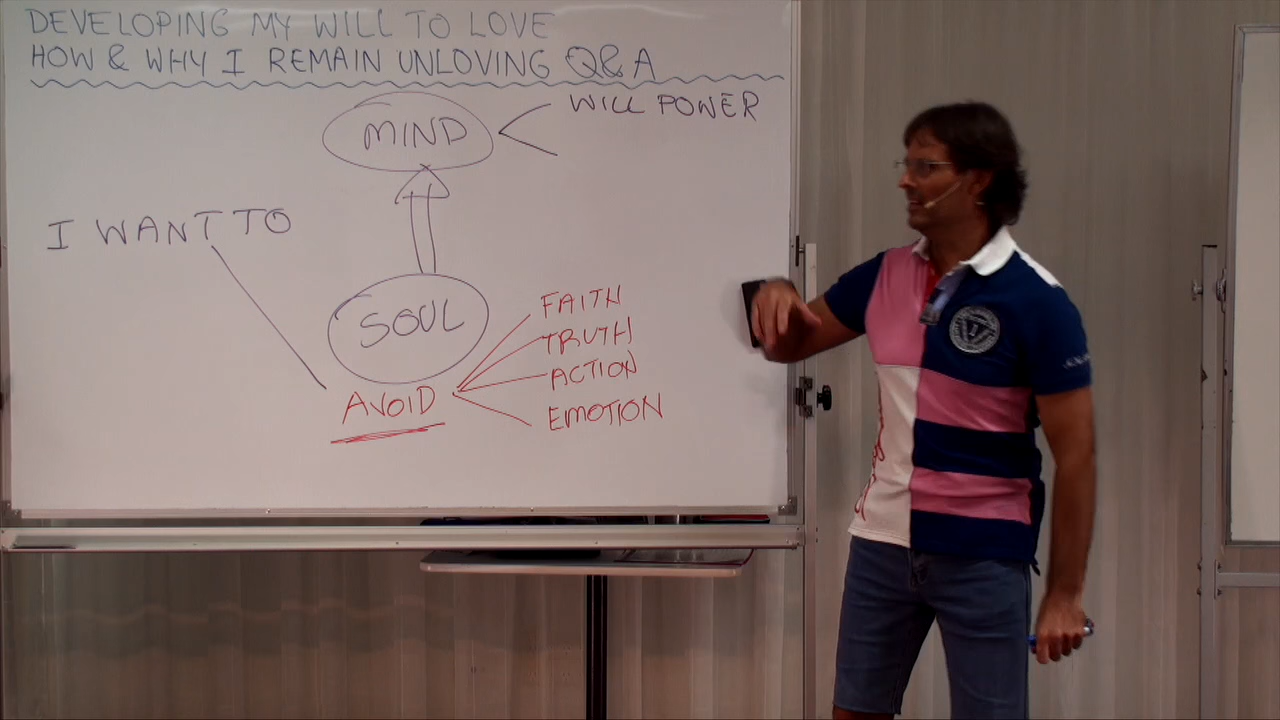 DEVELOPING MY WILL TO LOVE
HOW & WHY I REMAIN UNLOVING Q&A
MIND
WILL POWER
I WANT TO
SOUL
FAITH
TRUTH
ACTION
EMOTION
AVOID